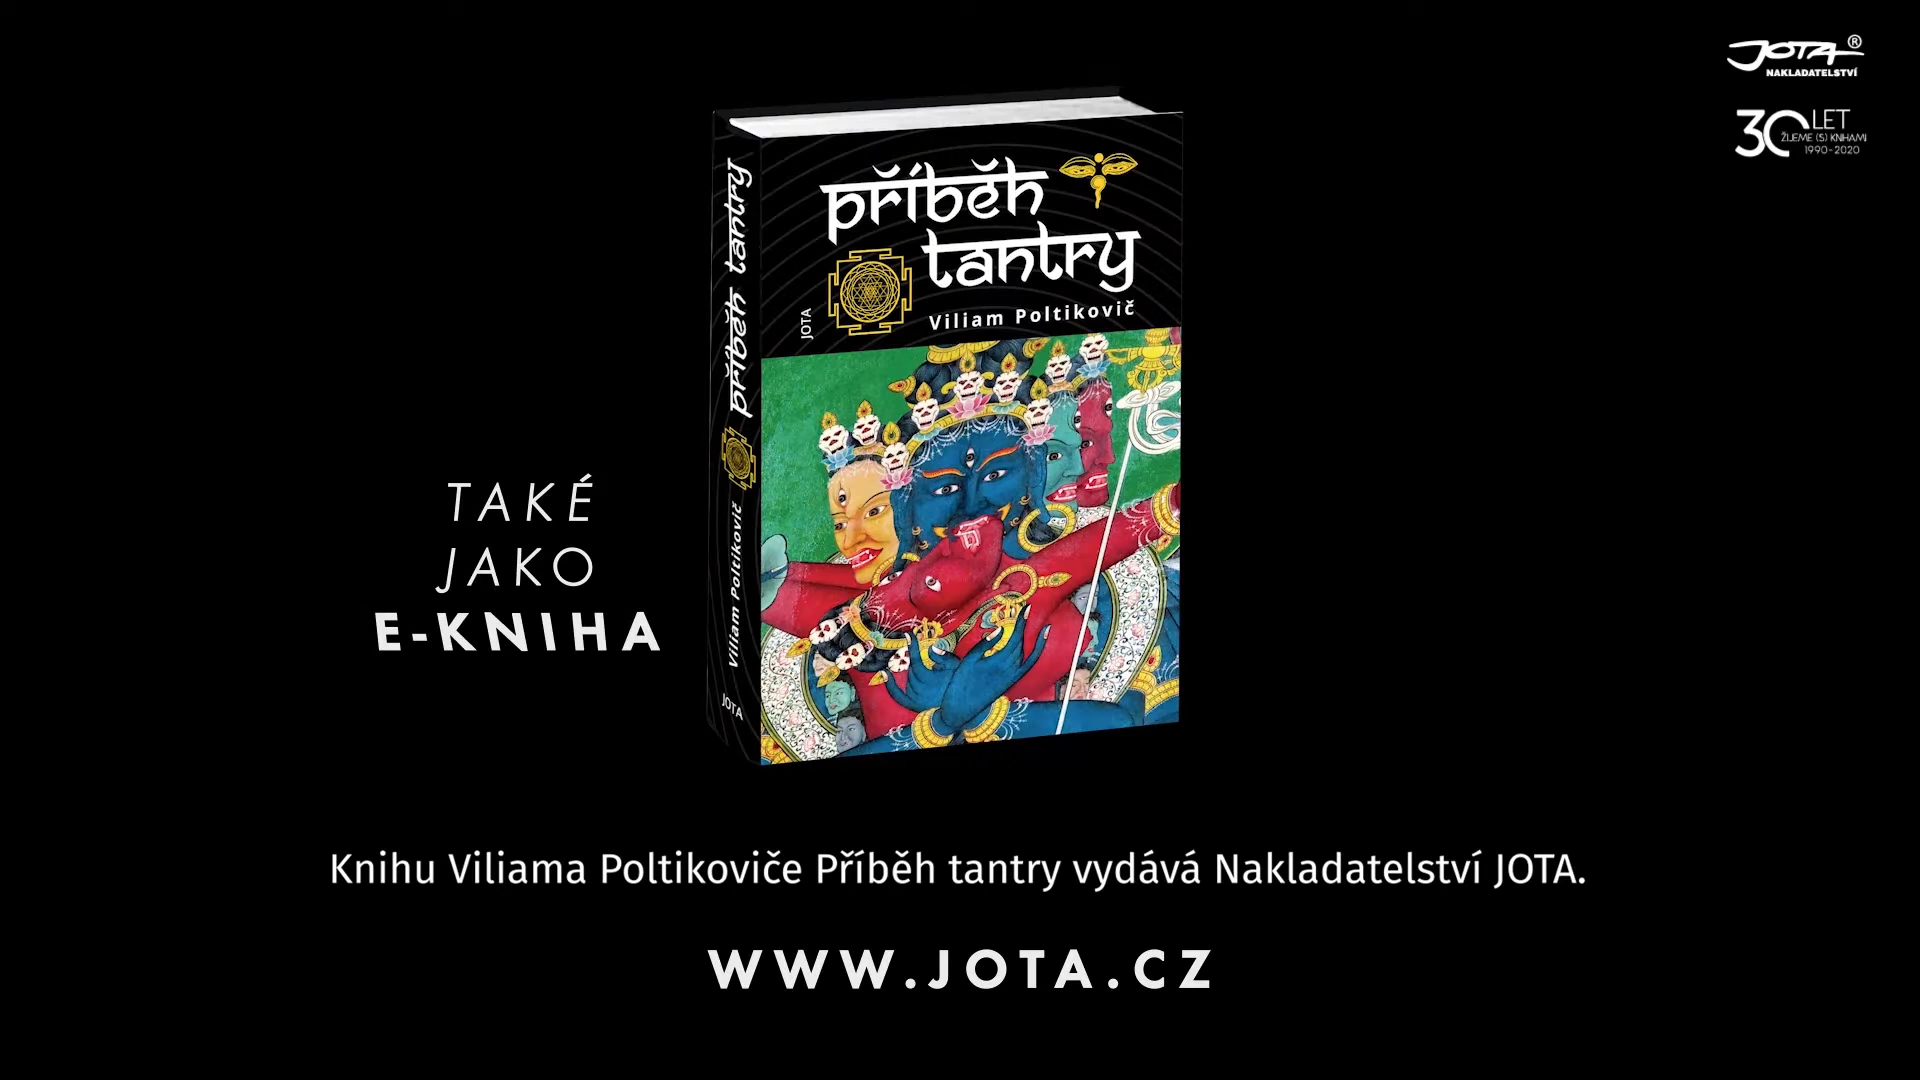 JOTA®
NAKLADATELSTVÍ
30 LET
ŽIJEME (S) KNIHAMI
1990-2020
příběh
tantry
Viliam Poltikovič
JOTA
příběh tantry
Viliam Poltikovič
JOTA
TAKÉ
JAKO
E-KNIHA
Knihu Viliama Poltikoviče Příběh tantry vydává Nakladatelství JOTA.
WWW.JOTA.CZ